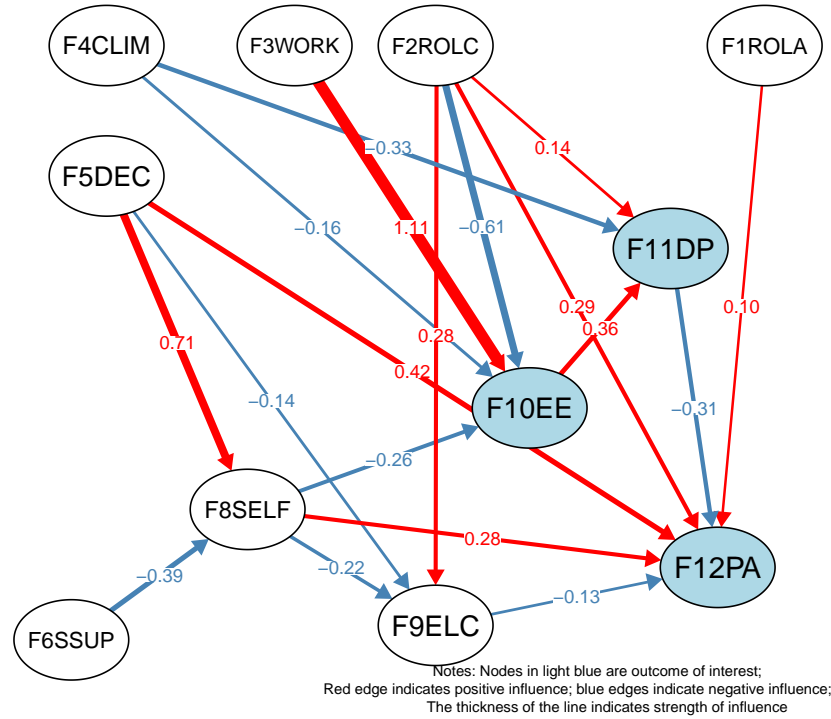 F4CLIM
F3WORK
F2ROLC
F1ROLA
−0.33
0.14
F5DEC
−0.16
1.11
−0.61
F11DP
0.29
0.10
0.71
0.28
0.36
0.42
−0.14
F10EE
−0.31
−0.26
F8SELF
0.28
−0.39
−0.22
F12PA
−0.13
F6SSUP
F9ELC
Notes: Nodes in light blue are outcome of interest;
Red edge indicates positive influence; blue edges indicate negative influence;
The thickness of the line indicates strength of influence